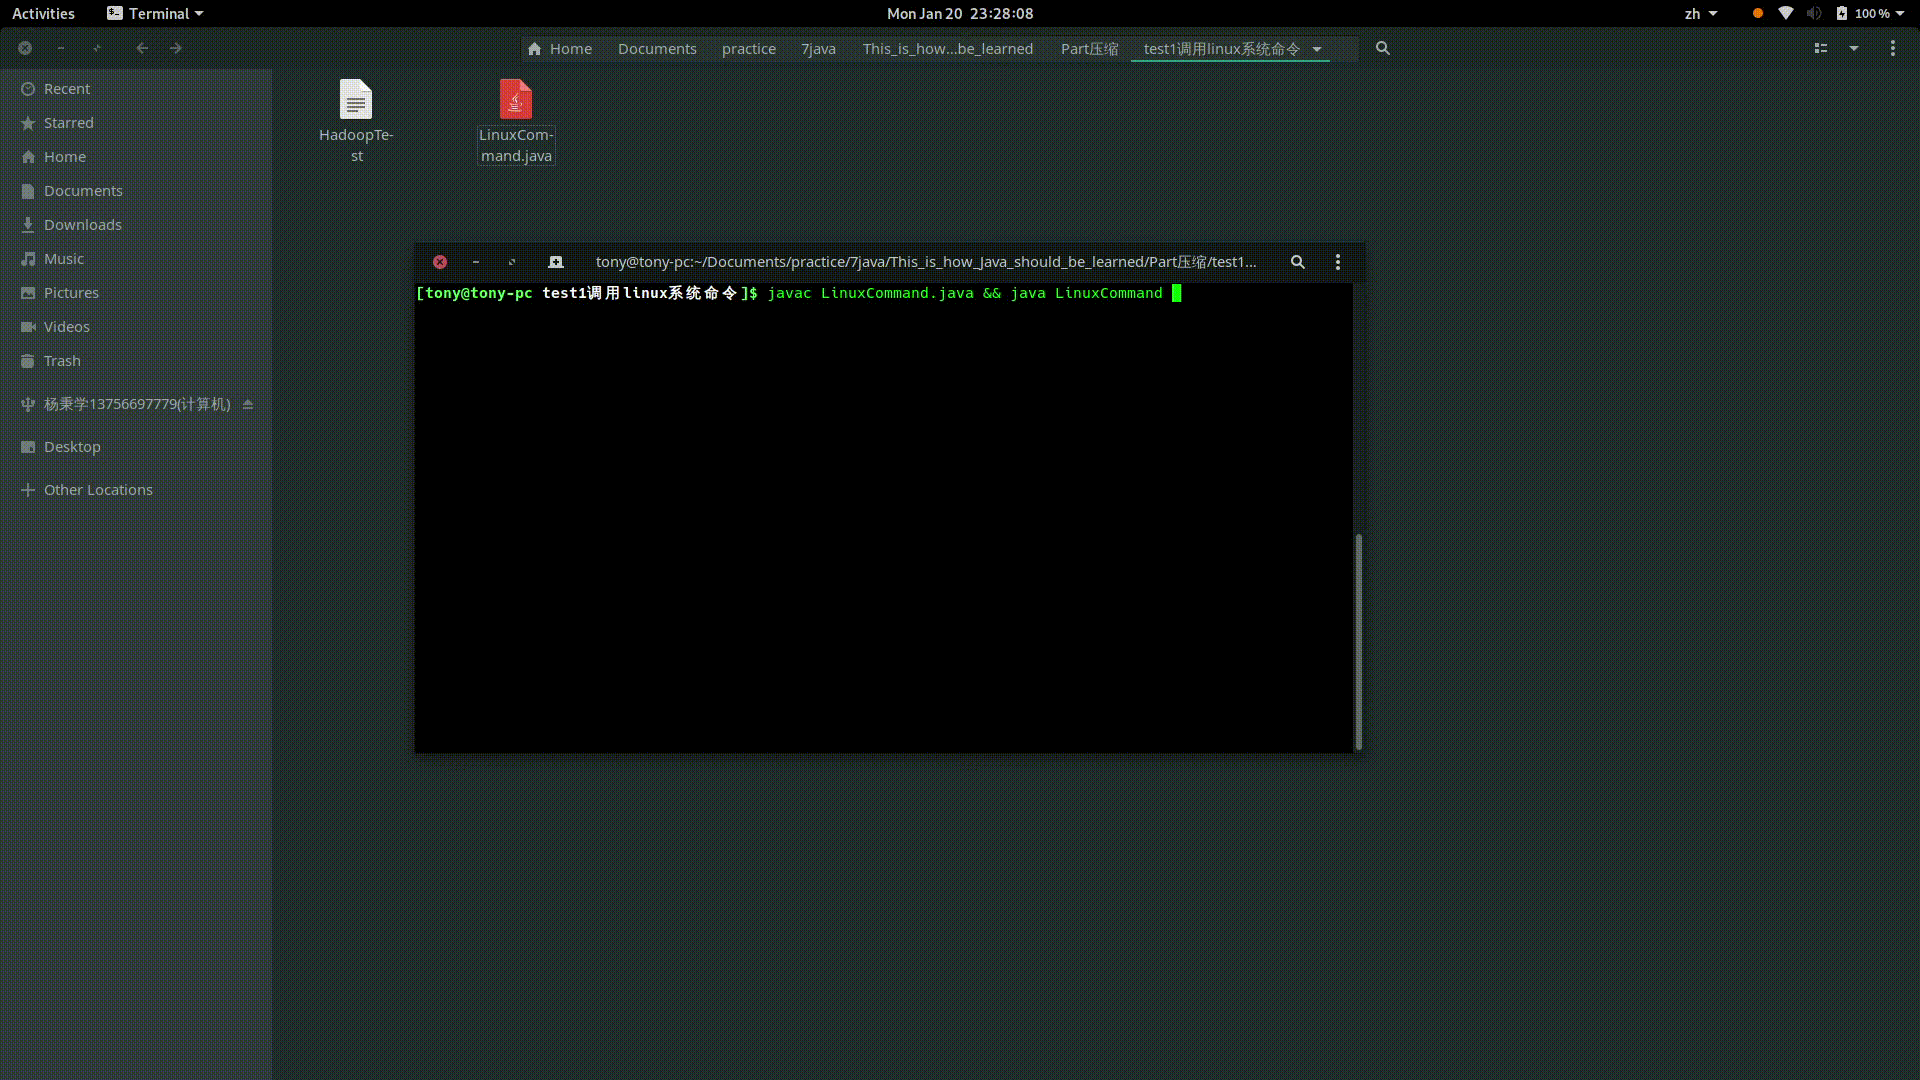 Activities
Terminal
Mon Jan 20 23:28:08
zh
100 %
Home
Documents
practice
7java
This_is_how...be_learned
Part压缩
test1调用linux系统命令
Recent
Starred
Home
Documents
Downloads
Music
Pictures
Videos
Trash
杨秉学13756697779(计算机)
Desktop
Other Locations
HadoopTe-
st
LinuxCom-
mand.java
tony@tony-pc:~/Documents/practice/7java/This_is_how_Java_should_be_learned/Part压缩/test1...
[tony@tony-pc test1调用linux系统命令]$ javac LinuxCommand.java && java LinuxCommand